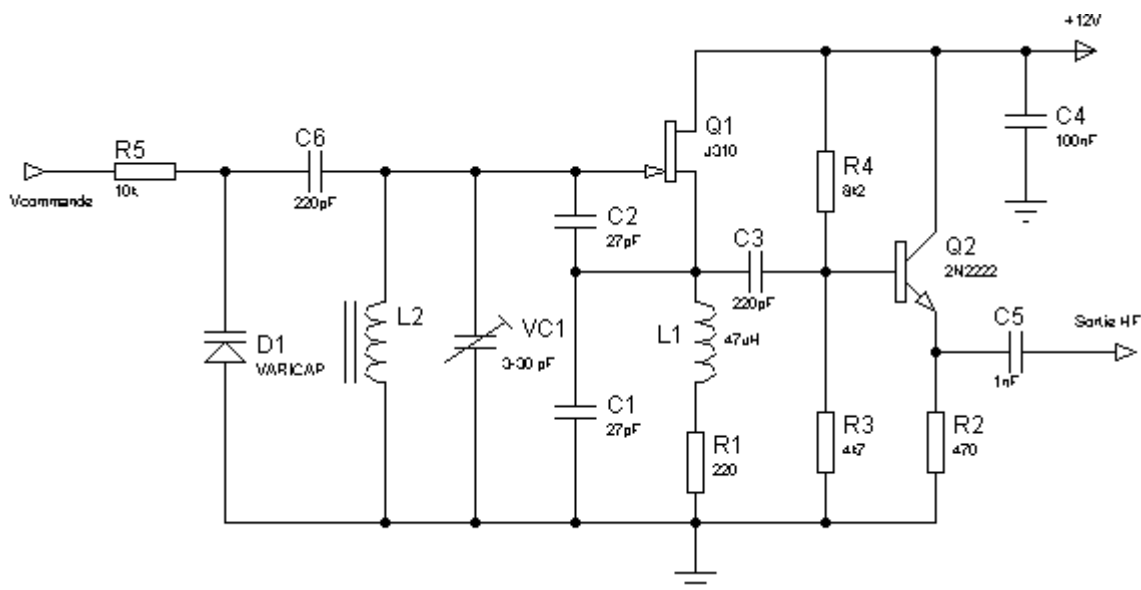 +12V
C4
100nF
Q1
J310
C6
220pF
R5
10k
Vcommande
R4
8k2
C2
27pF
C3
220pF
Q2
2N2222
L2
VC1
3-30 pF
L1
47uH
C5
1nF
Sortie HF
D1
VARICAP
C1
27pF
R1
220
R3
4k7
R2
470